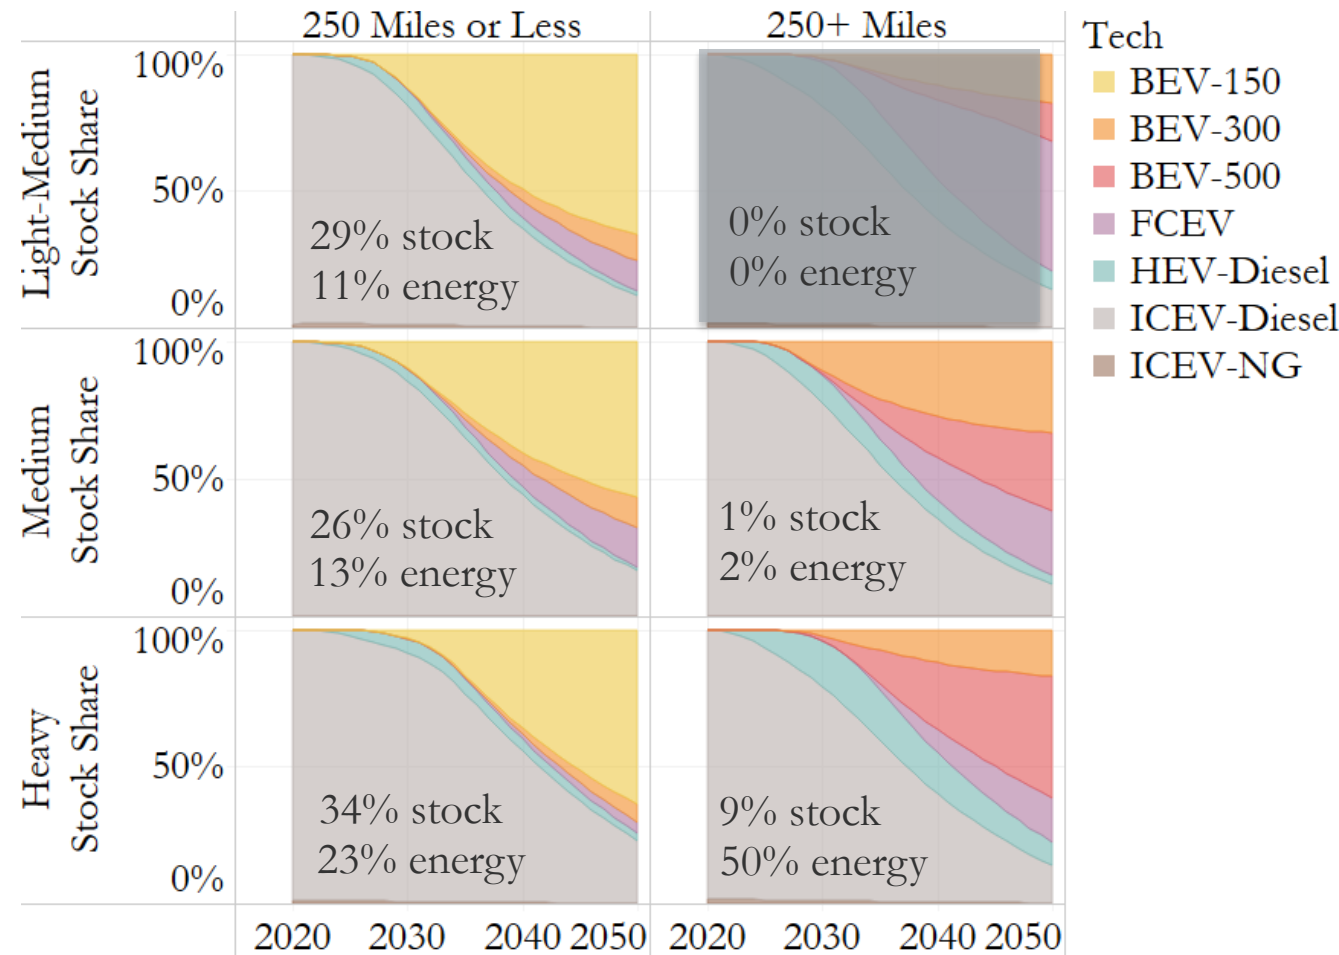 250 Miles or Less
250+ Miles
Tech
BEV-150
BEV-300
BEV-500
FCEV
HEV-Diesel
ICEV-Diesel
ICEV-NG
Light-Medium
Stock Share
100%
50%
0%
29% stock
11% energy
0% stock
0% energy
Medium
Stock Share
100%
50%
0%
26% stock
13% energy
1% stock
2% energy
Heavy
Stock Share
100%
50%
0%
34% stock
23% energy
9% stock
50% energy
2020 2030 2040 2050
2020 2030 2040 2050